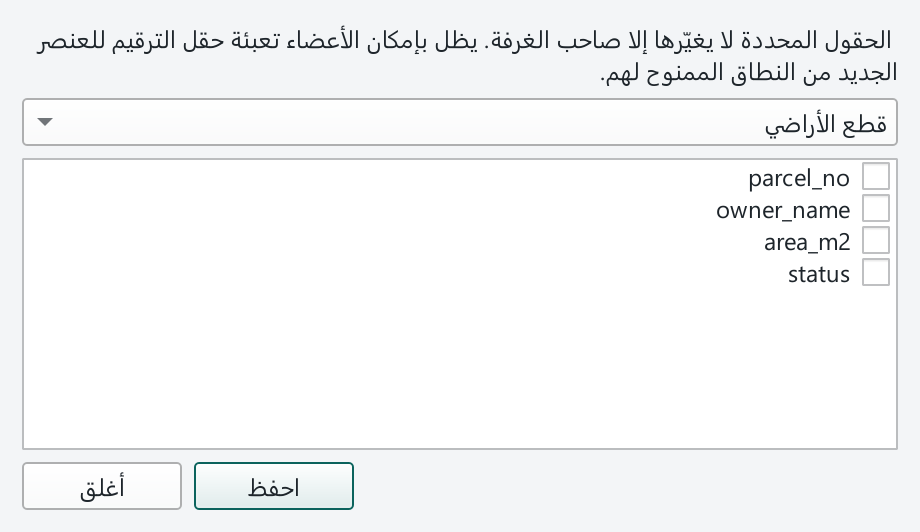 الحقول المحددة لا يغيّرها إلا صاحب الغرفة. يظل بإمكان الأعضاء تعبئة حقل الترقيم للعنصر
الجديد من النطاق الممنوح لهم.
قطع الأراضي
parcel_no
owner_name
area_m2
status
احفظ
أغلق